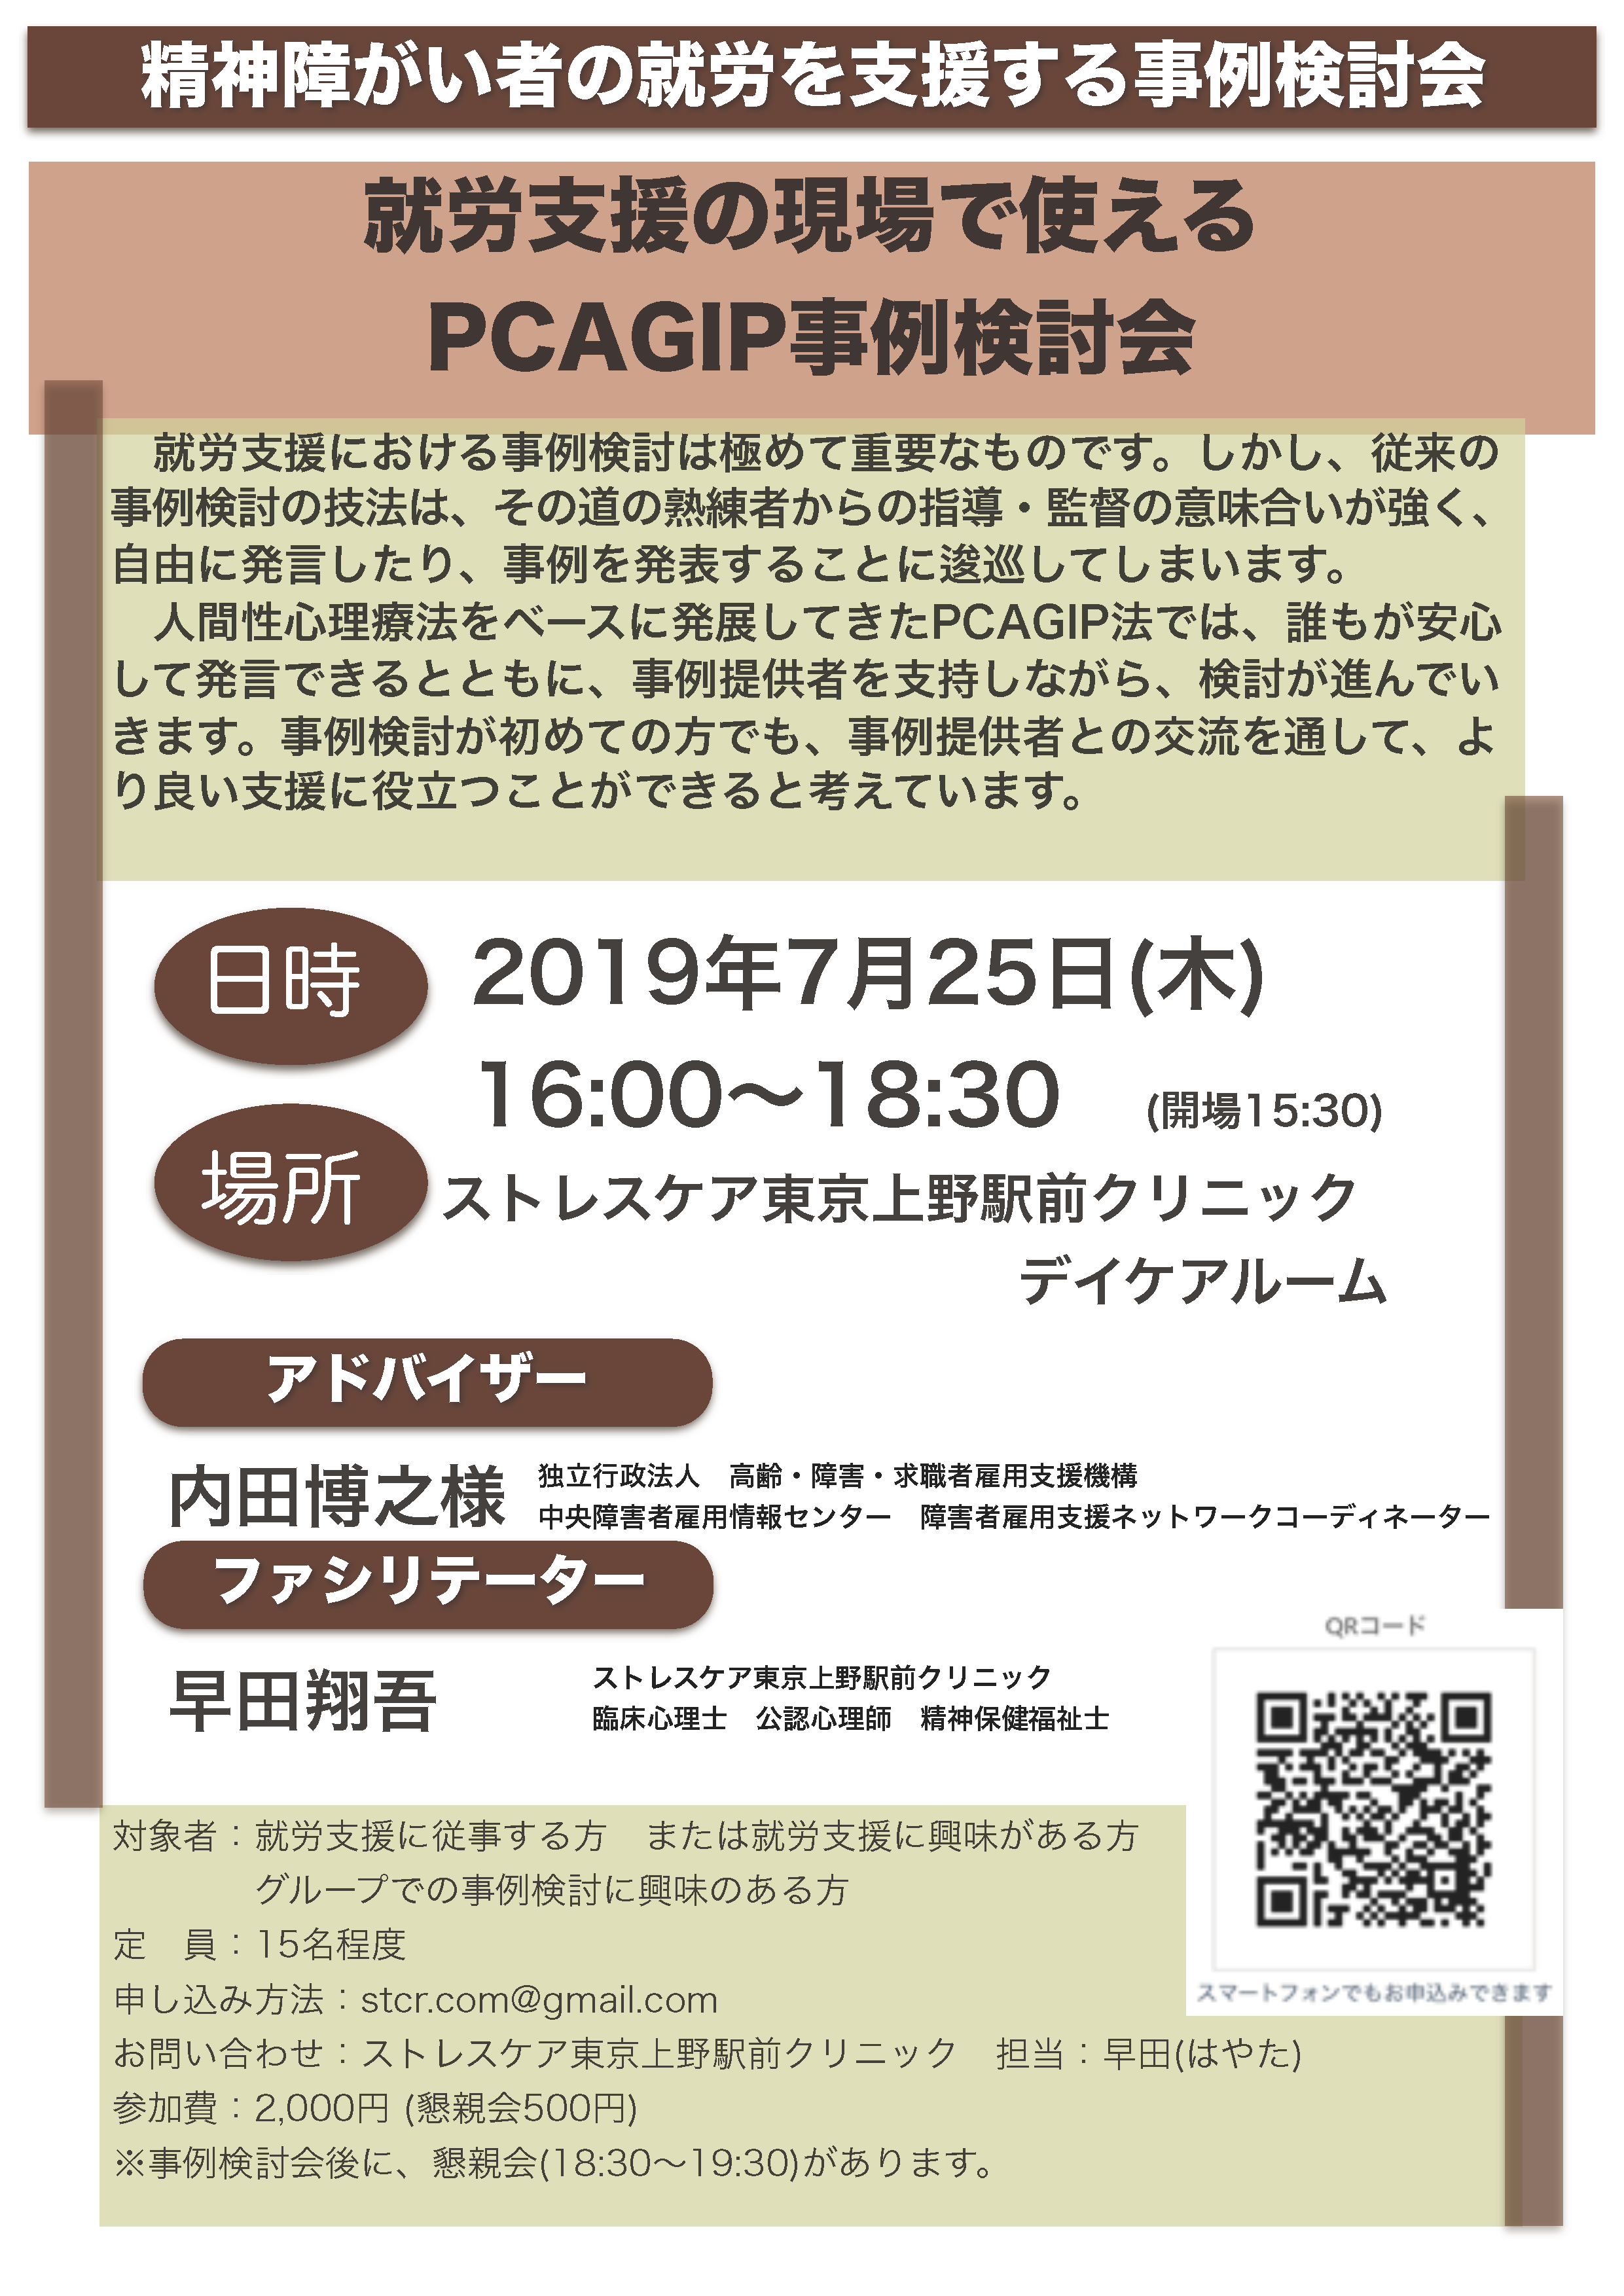 精神障がい者の就労を支援する事例検討会
就労支援の現場で使える
PCAGIP事例検討会
　就労支援における事例検討は極めて重要なものです。しかし、従来の
事例検討の技法は、その道の熟練者からの指導・監督の意味合いが強く、
自由に発言したり、事例を発表することに逡巡してしまいます。
　人間性心理療法をベースに発展してきたPCAGIP法では、誰もが安心
して発言できるとともに、事例提供者を支持しながら、検討が進んでい
きます。事例検討が初めての方でも、事例提供者との交流を通して、よ
り良い支援に役立つことができると考えています。
日時
2019年7月25日(木)
16:00〜18:30　(開場15:30)
場所
ストレスケア東京上野駅前クリニック
デイケアルーム
アドバイザー
内田博之様
独立行政法人　高齢・障害・求職者雇用支援機構
中央障害者雇用情報センター　障害者雇用支援ネットワークコーディネーター
ファシリテーター
早田翔吾
ストレスケア東京上野駅前クリニック
臨床心理士　公認心理師　精神保健福祉士
QRコード
スマートフォンでもお申込みできます
対象者：就労支援に従事する方　または就労支援に興味がある方
グループでの事例検討に興味のある方
定　員：15名程度
申し込み方法：stcr.com@gmail.com
お問い合わせ：ストレスケア東京上野駅前クリニック　担当：早田(はやた)
参加費：2,000円 (懇親会500円)
※事例検討会後に、懇親会(18:30〜19:30)があります。